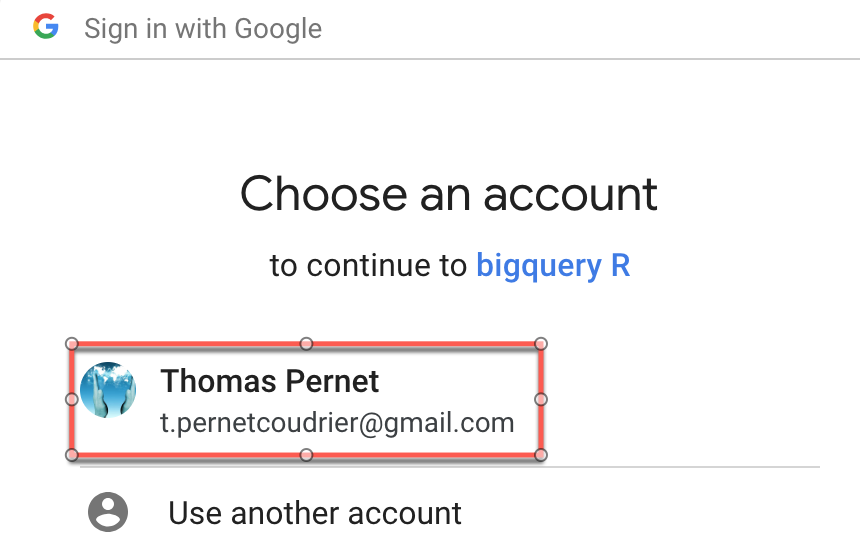 Sign in with Google
Choose an account
to continue to bigquery R
Thomas Pernet
t.pernetcoudrier@gmail.com
Use another account